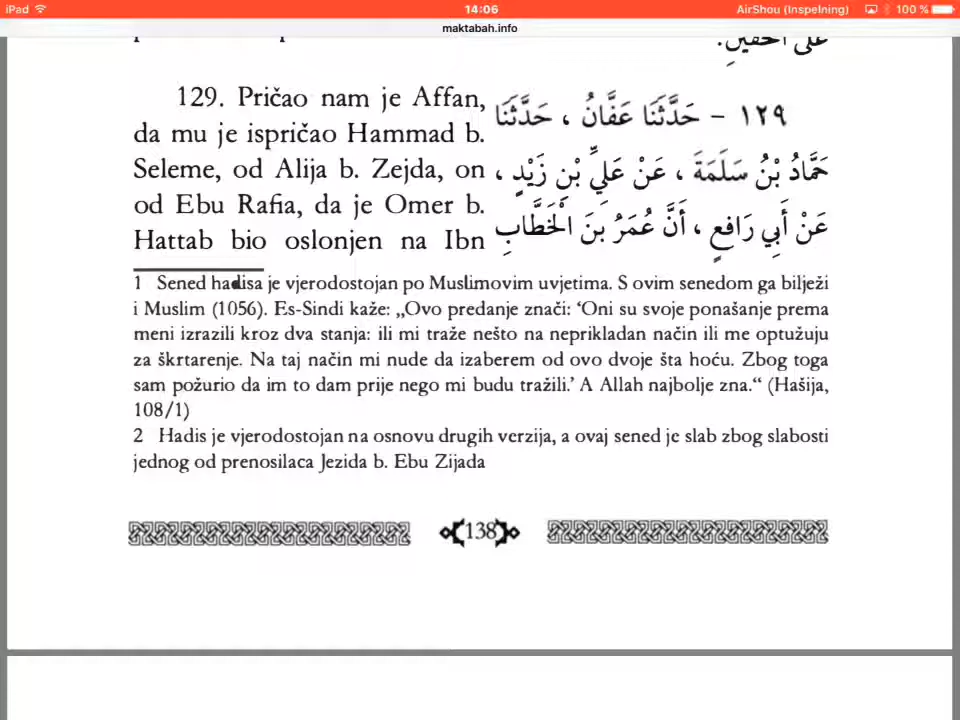 iPad
14:06
AirShou (Inspelning)
100 %
maktabah.info
على الخفين.
129. Pričao nam je Affan,
da mu je ispričao Hammad b.
Seleme, od Alija b. Zejda, on
od Ebu Rafia, da je Omer b.
Hattab bio oslonjen na Ibn
١٢٩ – حَدَّثَنَا عَفَّانُ ، حَدَّثَنَا
حَمَّادُ بْنُ سَلَمَةَ ، عَنْ عَلِيِّ بْنِ زَيْدٍ ،
عَنْ أَبِي رَافِعٍ ، أَنَّ عُمَرُ بنَ الْخَطَّابِ
1 Sened hadisa je vjerodostojan po Muslimovim uvjetima. S ovim senedom ga bilježi
i Muslim (1056). Es-Sindi kaže: „Ovo predanje znači: ‘Oni su svoje ponašanje prema
meni izrazili kroz dva stanja: ili mi traže nešto na neprikladan način ili me optužuju
za škrtarenje. Na taj način mi nude da izaberem od ovo dvoje šta hoću. Zbog toga
sam požurio da im to dam prije nego mi budu tražili.’ A Allah najbolje zna.“ (Hašija,
108/1)
2 Hadis je vjerodostojan na osnovu drugih verzija, a ovaj sened je slab zbog slabosti
jednog od prenosilaca Jezida b. Ebu Zijada
138